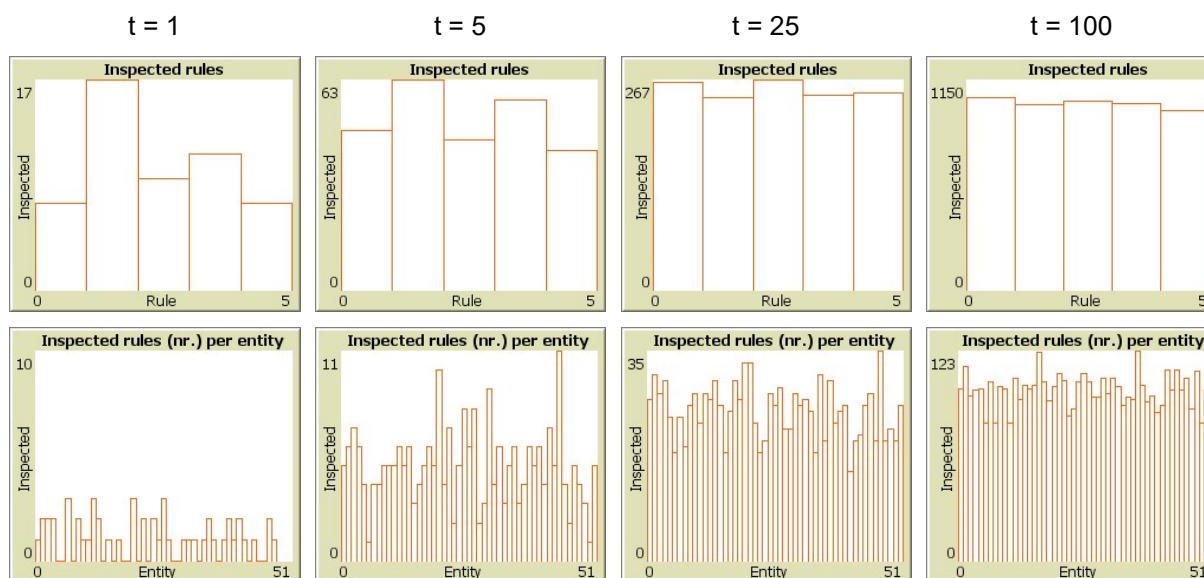 t = 1
t = 5
t = 25
t = 100
Inspected rules
17
Inspected
0
0
Rule
5
Inspected rules
63
Inspected
0
0
Rule
5
Inspected rules
267
Inspected
0
0
Rule
5
Inspected rules
1150
Inspected
0
0
Rule
5
Inspected rules (nr.) per entity
10
Inspected
0
0
Entity
51
Inspected rules (nr.) per entity
11
Inspected
0
0
Entity
51
Inspected rules (nr.) per entity
35
Inspected
0
0
Entity
51
Inspected rules (nr.) per entity
123
Inspected
0
0
Entity
51